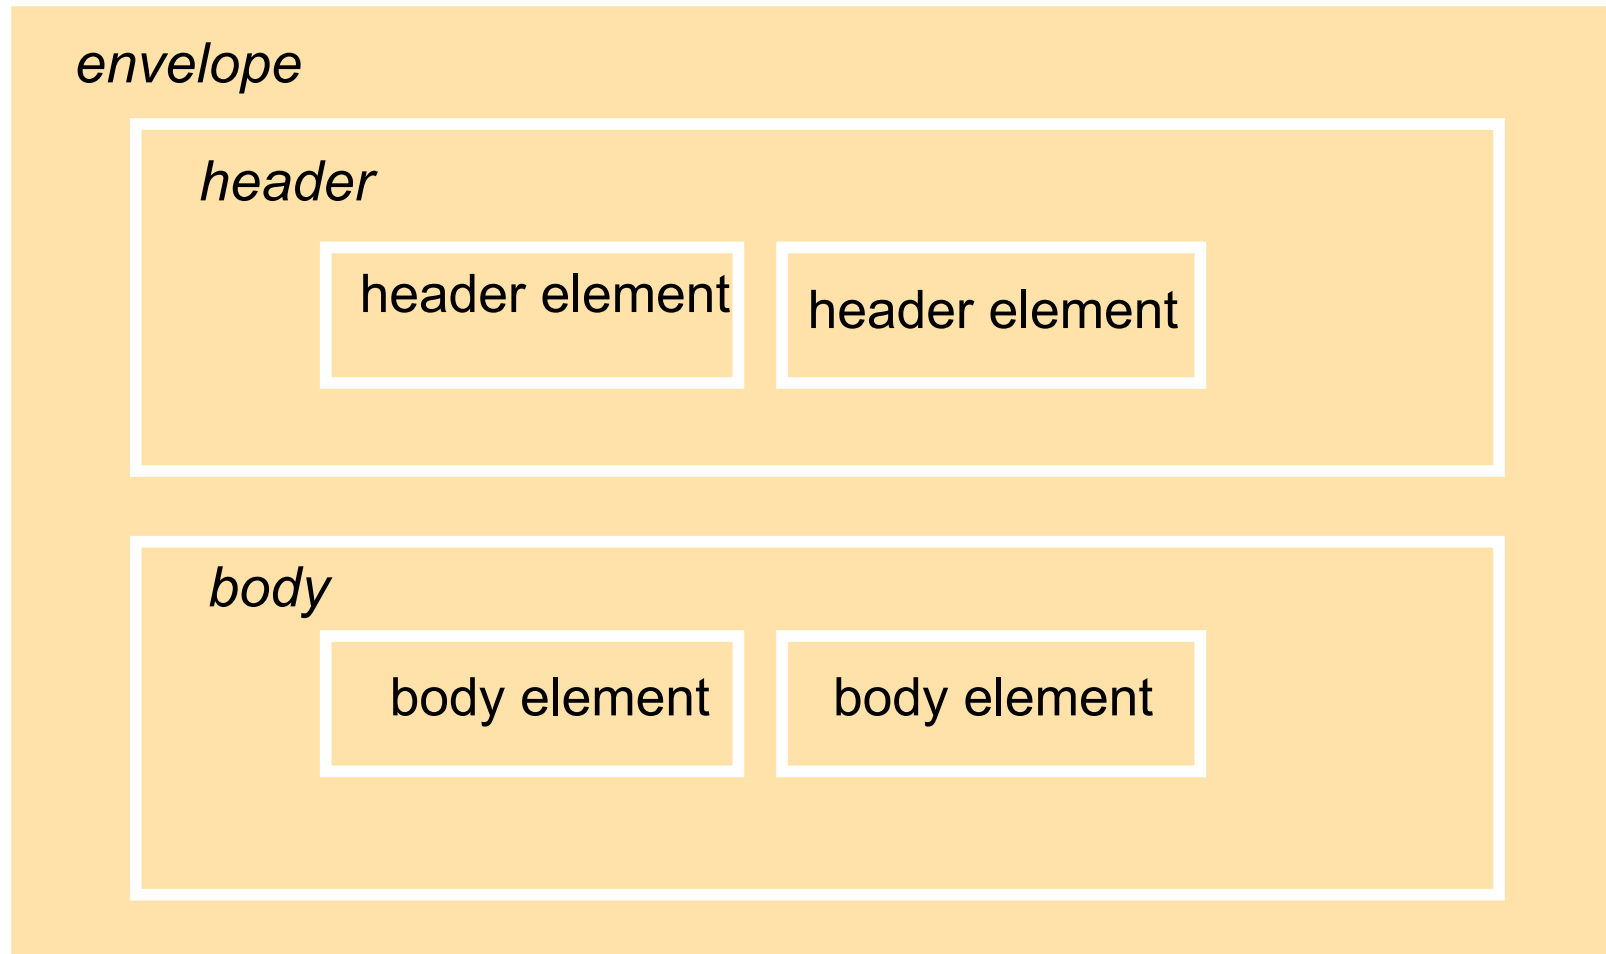 envelope
header
header element
header element
body
body element
body element